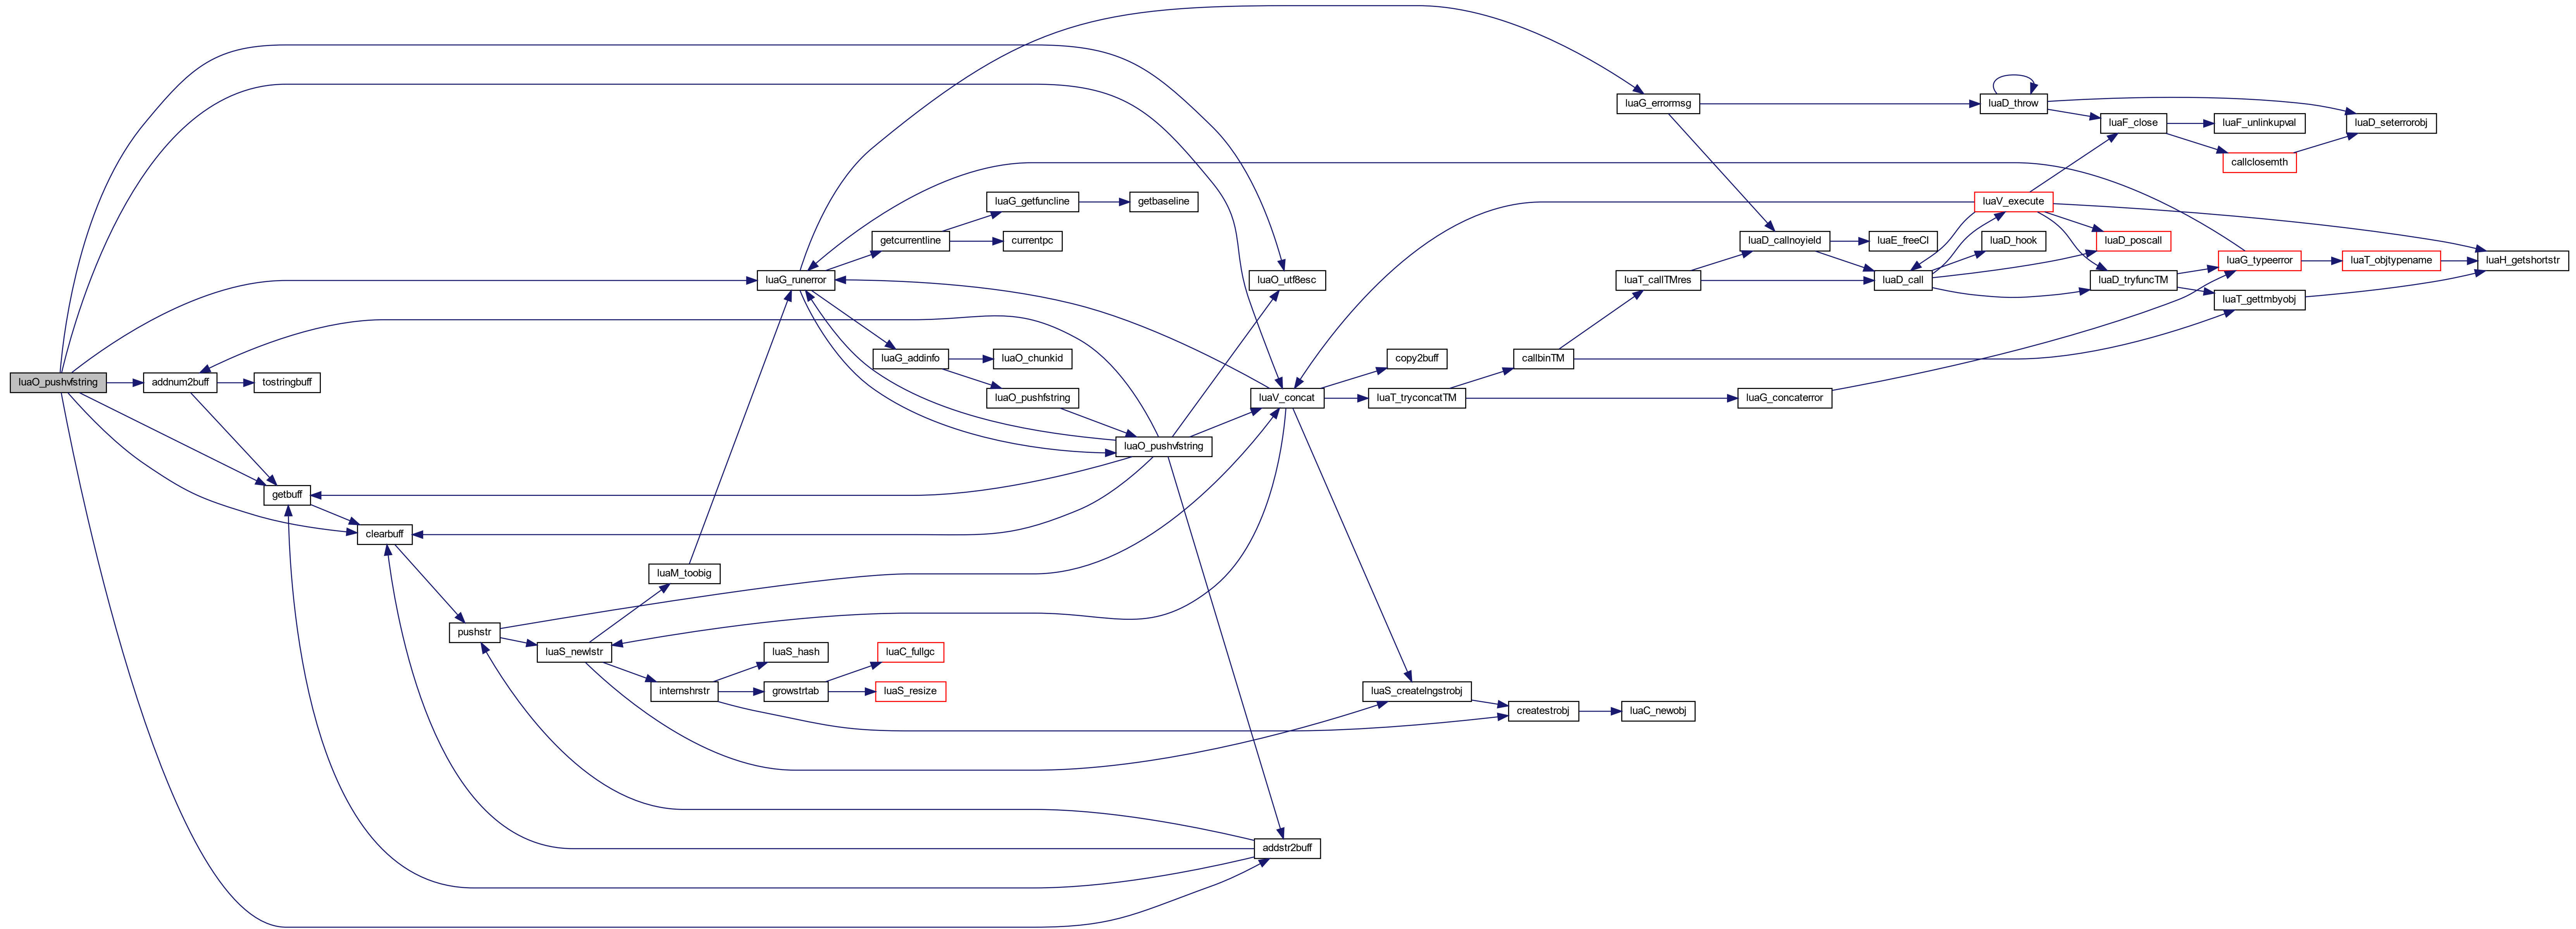 luaG_errormsg
luaD_throw
luaF_close
luaF_unlinkupval
luaD_seterrorobj
callclosemth
luaG_getfuncline
getbaseline
luaV_execute
getcurrentline
currentpc
luaD_callnoyield
luaE_freeCI
luaD_hook
luaD_poscall
luaG_typeerror
luaT_objtypename
luaH_getshortstr
luaG_runerror
luaO_utf8esc
luaT_callTMres
luaD_call
luaD_tryfuncTM
luaT_gettmbyobj
luaG_addinfo
luaO_chunkid
copy2buff
callbinTM
luaO_pushvfstring
addnum2buff
tostringbuff
luaO_pushfstring
luaV_concat
luaT_tryconcatTM
luaG_concaterror
luaO_pushvfstring
getbuff
clearbuff
luaM_toobig
pushstr
luaS_newlstr
luaS_hash
luaC_fullgc
internshrstr
growstrtab
luaS_resize
luaS_createlngstrobj
createstrobj
luaC_newobj
addstr2buff